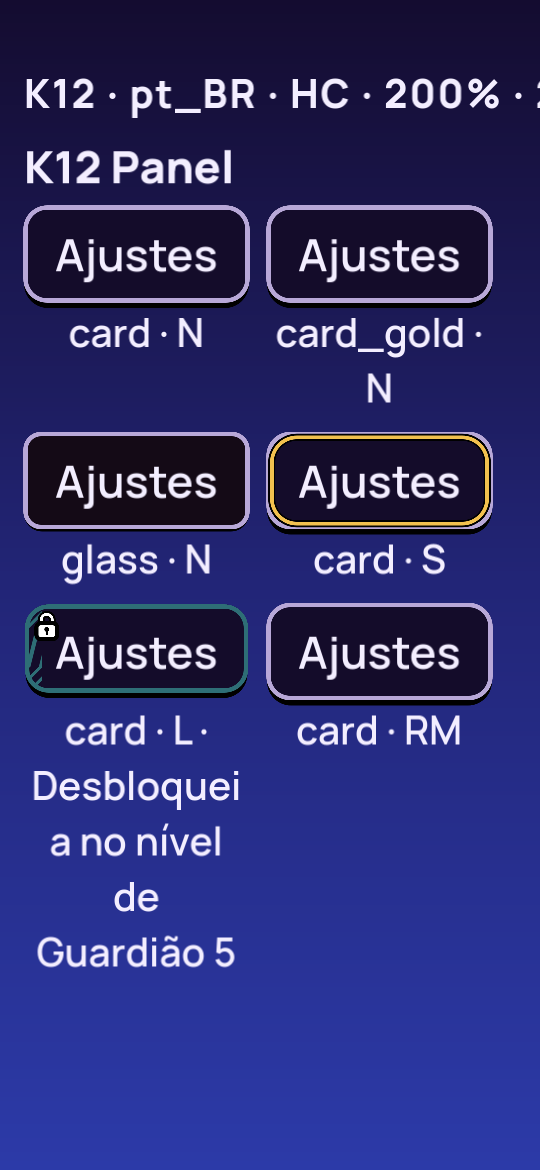 K12 · pt_BR · HC · 200% ·
K12 Panel
Ajustes
Ajustes
card · N
card_gold ·
N
Ajustes
Ajustes
glass · N
card · S
Ajustes
Ajustes
card · L ·
Desbloquei
a no nível
de
Guardião 5
card · RM